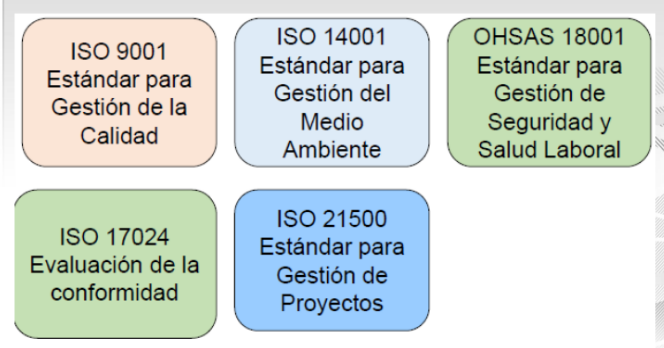 ISO 9001
Estándar para
Gestión de la
Calidad
ISO 14001
Estándar para
Gestión del
Medio
Ambiente
OHSAS 18001
Estándar para
Gestión de
Seguridad y
Salud Laboral
ISO 17024
Evaluación de la
conformidad
ISO 21500
Estándar para
Gestión de
Proyectos